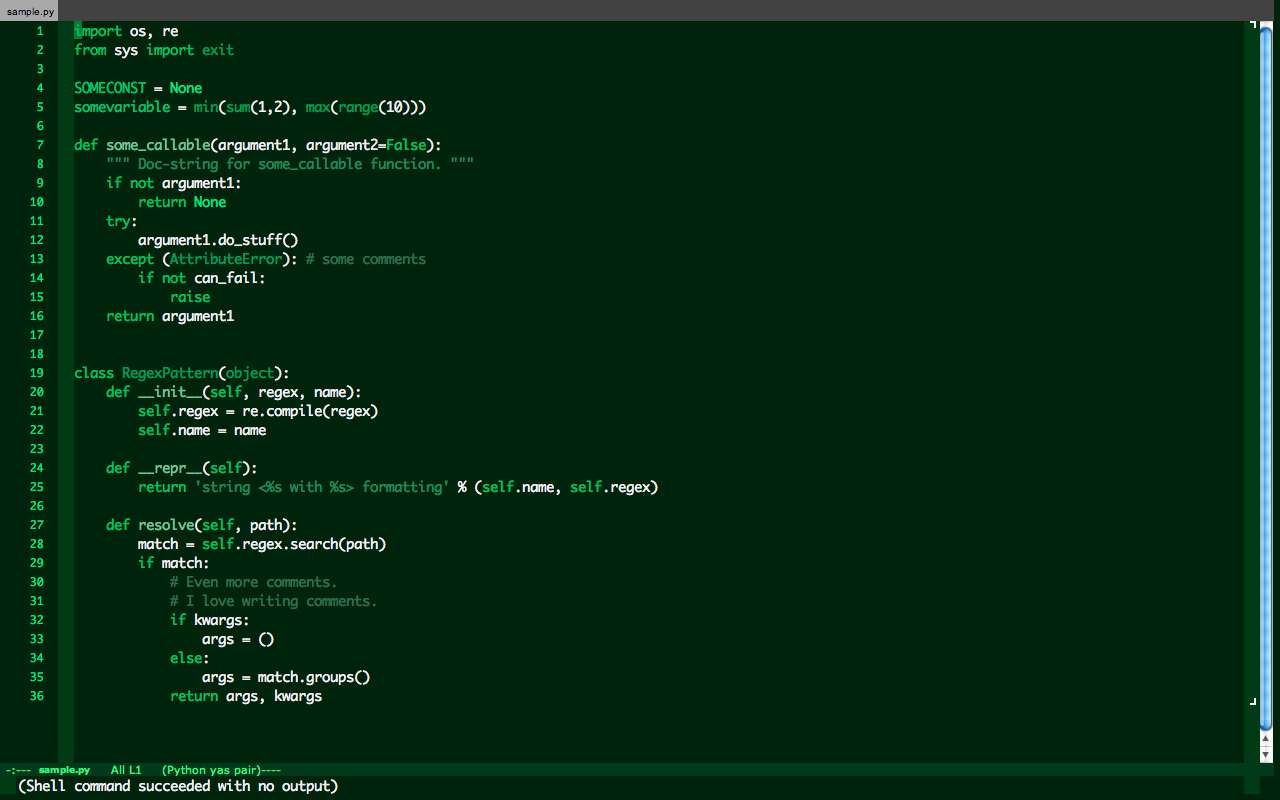 sample.py
1 import os, re
2 from sys import exit
3
4 SOMECONST = None
5 somevariable = min(sum(1,2), max(range(10)))
6
7 def some_callable(argument1, argument2=False):
8     """ Doc-string for some_callable function. """
9     if not argument1:
10         return None
11     try:
12         argument1.do_stuff()
13     except (AttributeError): # some comments
14         if not can_fail:
15             raise
16     return argument1
17
18
19 class RegexPattern(object):
20     def __init__(self, regex, name):
21         self.regex = re.compile(regex)
22         self.name = name
23
24     def __repr__(self):
25         return 'string <%s with %s> formatting' % (self.name, self.regex)
26
27     def resolve(self, path):
28         match = self.regex.search(path)
29         if match:
30             # Even more comments.
31             # I love writing comments.
32             if kwargs:
33                 args = ()
34             else:
35                 args = match.groups()
36             return args, kwargs
-:--- sample.py All L1 (Python yas pair)----
(Shell command succeeded with no output)